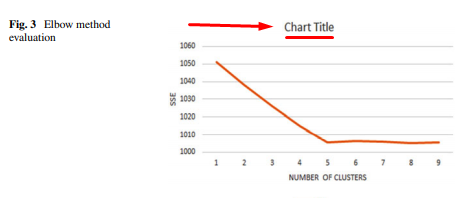 Fig. 3 Elbow method
evaluation
Chart Title
1060
1050
1040
1030
1020
1010
1000
SSE
1 2 3 4 5 6 7 8 9
NUMBER OF CLUSTERS